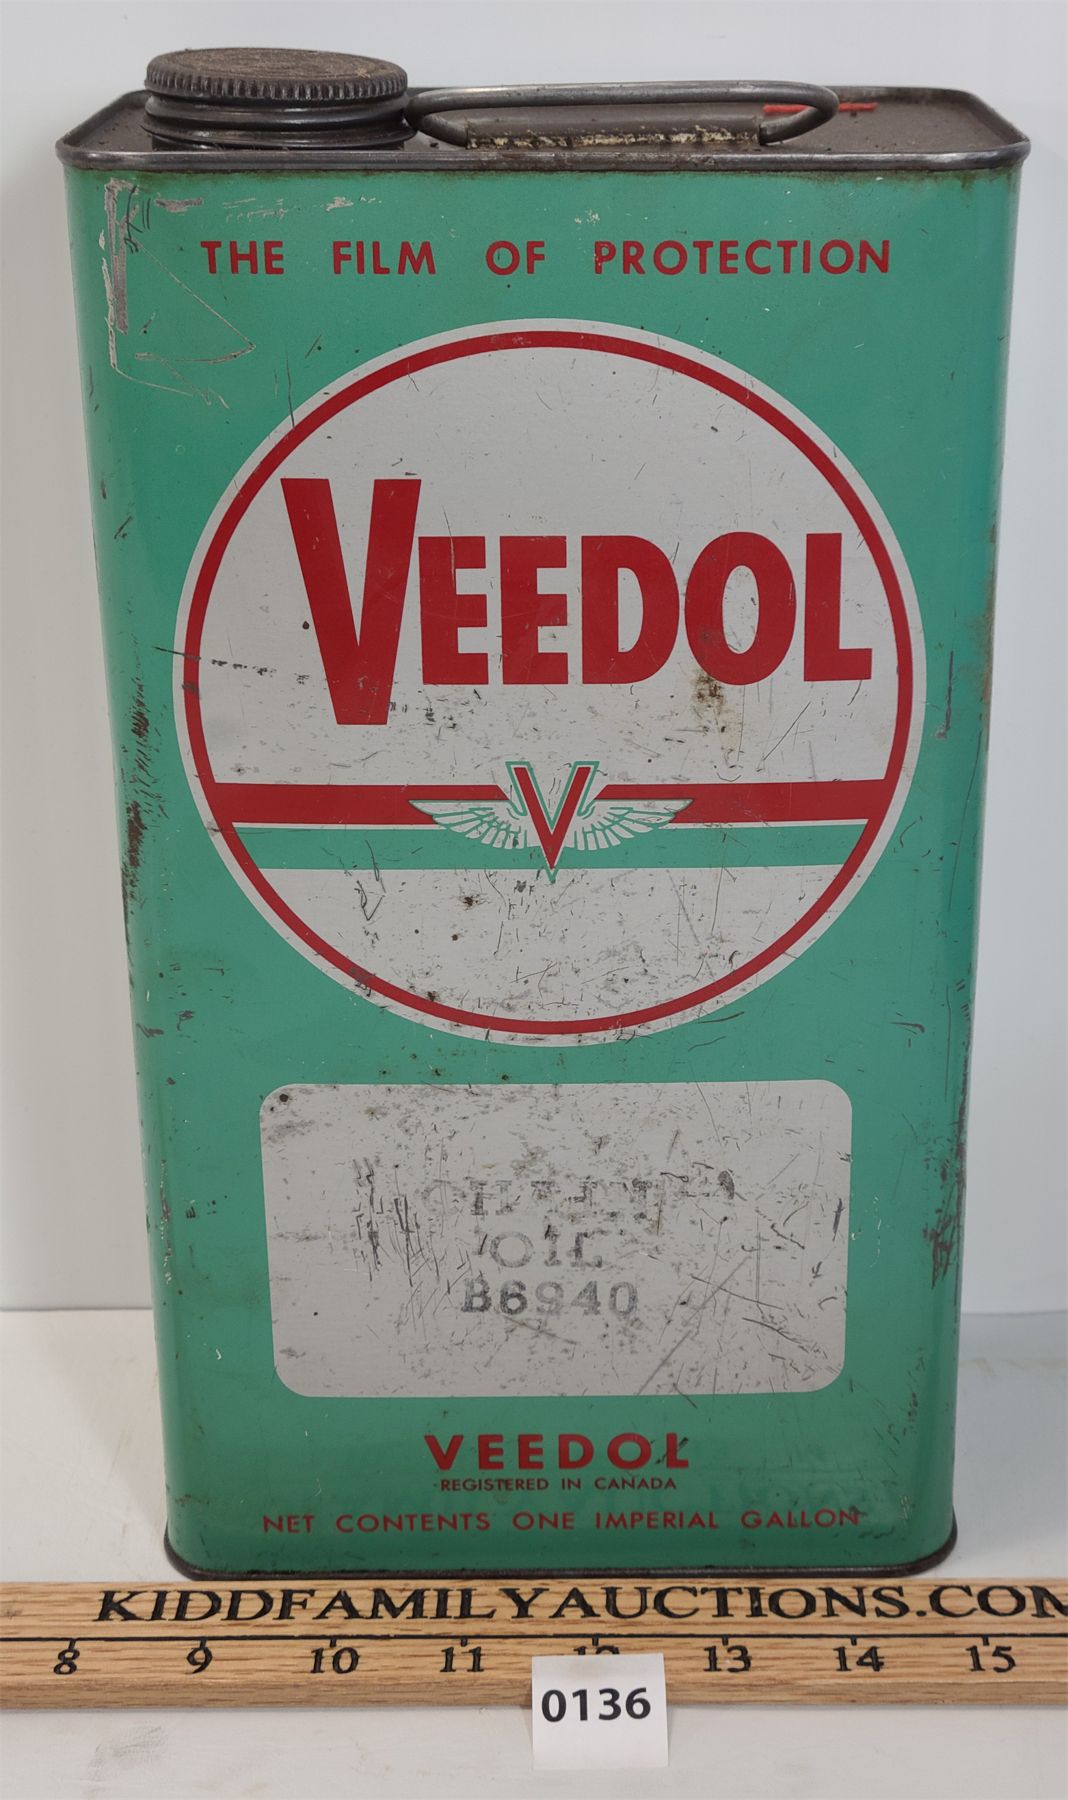 THE FILM OF PROTECTION
VEEDOL
V
OIL
B6940
VEEDOL
REGISTERED IN CANADA
NET CONTENTS ONE IMPERIAL GALLON
KIDDFAMILYAUCTIONS.COM
8 9 10 11 12 13 14 15
0136